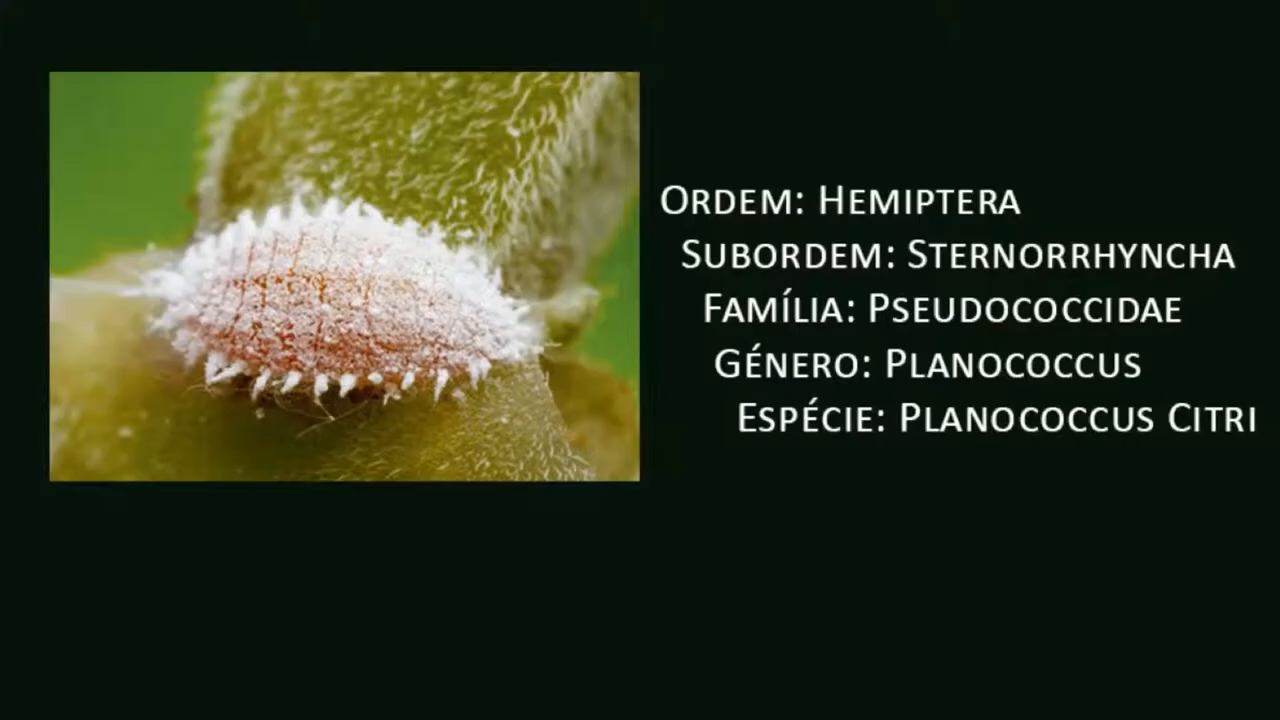 Ordem: Hemiptera
Subordem: Sternorrhyncha
Família: Pseudococcidae
Género: Planococcus
Espécie: Planococcus Citri